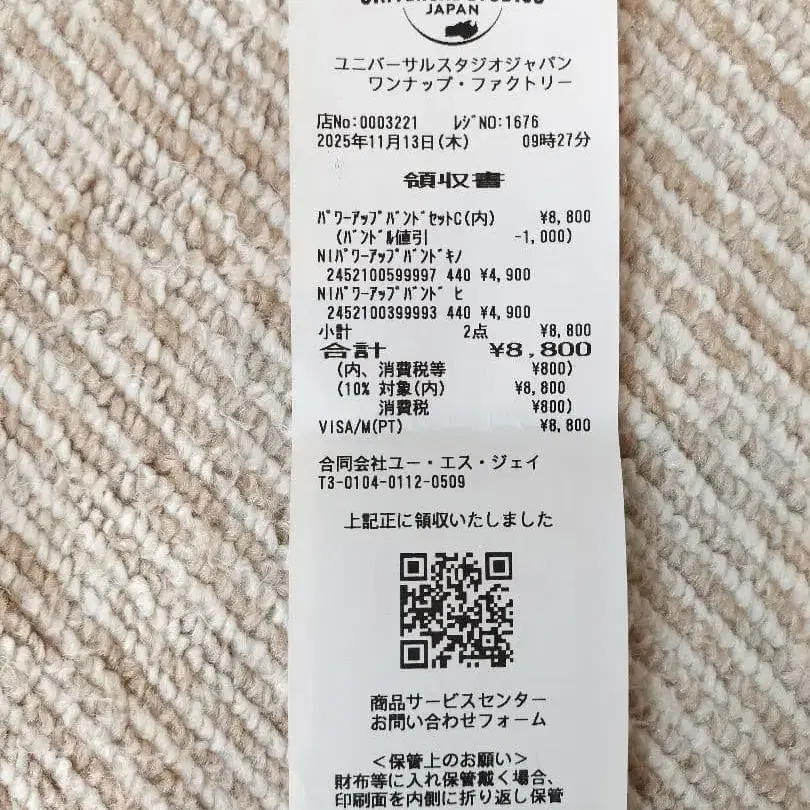 JAPAN
ユニバーサルスタジオジャパン
ワンナップ・ファクトリー
店No:0003221 ﾚｼﾞNO:1676
2025年11月13日(木) 09時27分
領収書
ﾊﾟﾜｰｱｯﾌﾟﾊﾞﾝﾄﾞｾｯﾄC(内) ¥8,800
(ﾊﾞﾝﾄﾞﾙ値引 -1,000)
NIﾊﾟﾜｰｱｯﾌﾟﾊﾞﾝﾄﾞｷﾉ
2452100599997 440 ¥4,900
NIﾊﾟﾜｰｱｯﾌﾟﾊﾞﾝﾄﾞ ﾋ
2452100399993 440 ¥4,900
小計 2点 ¥8,800
合計 ¥8,800
(内、消費税等 ¥800)
(10% 対象(内) ¥8,800
消費税 ¥800)
VISA/M(PT) ¥8,800
合同会社ユー・エス・ジェイ
T3-0104-0112-0509
上記正に領収いたしました
商品サービスセンター
お問い合わせフォーム
＜保管上のお願い＞
財布等に入れ保管戴く場合、
印刷面を内側に折り返し保管